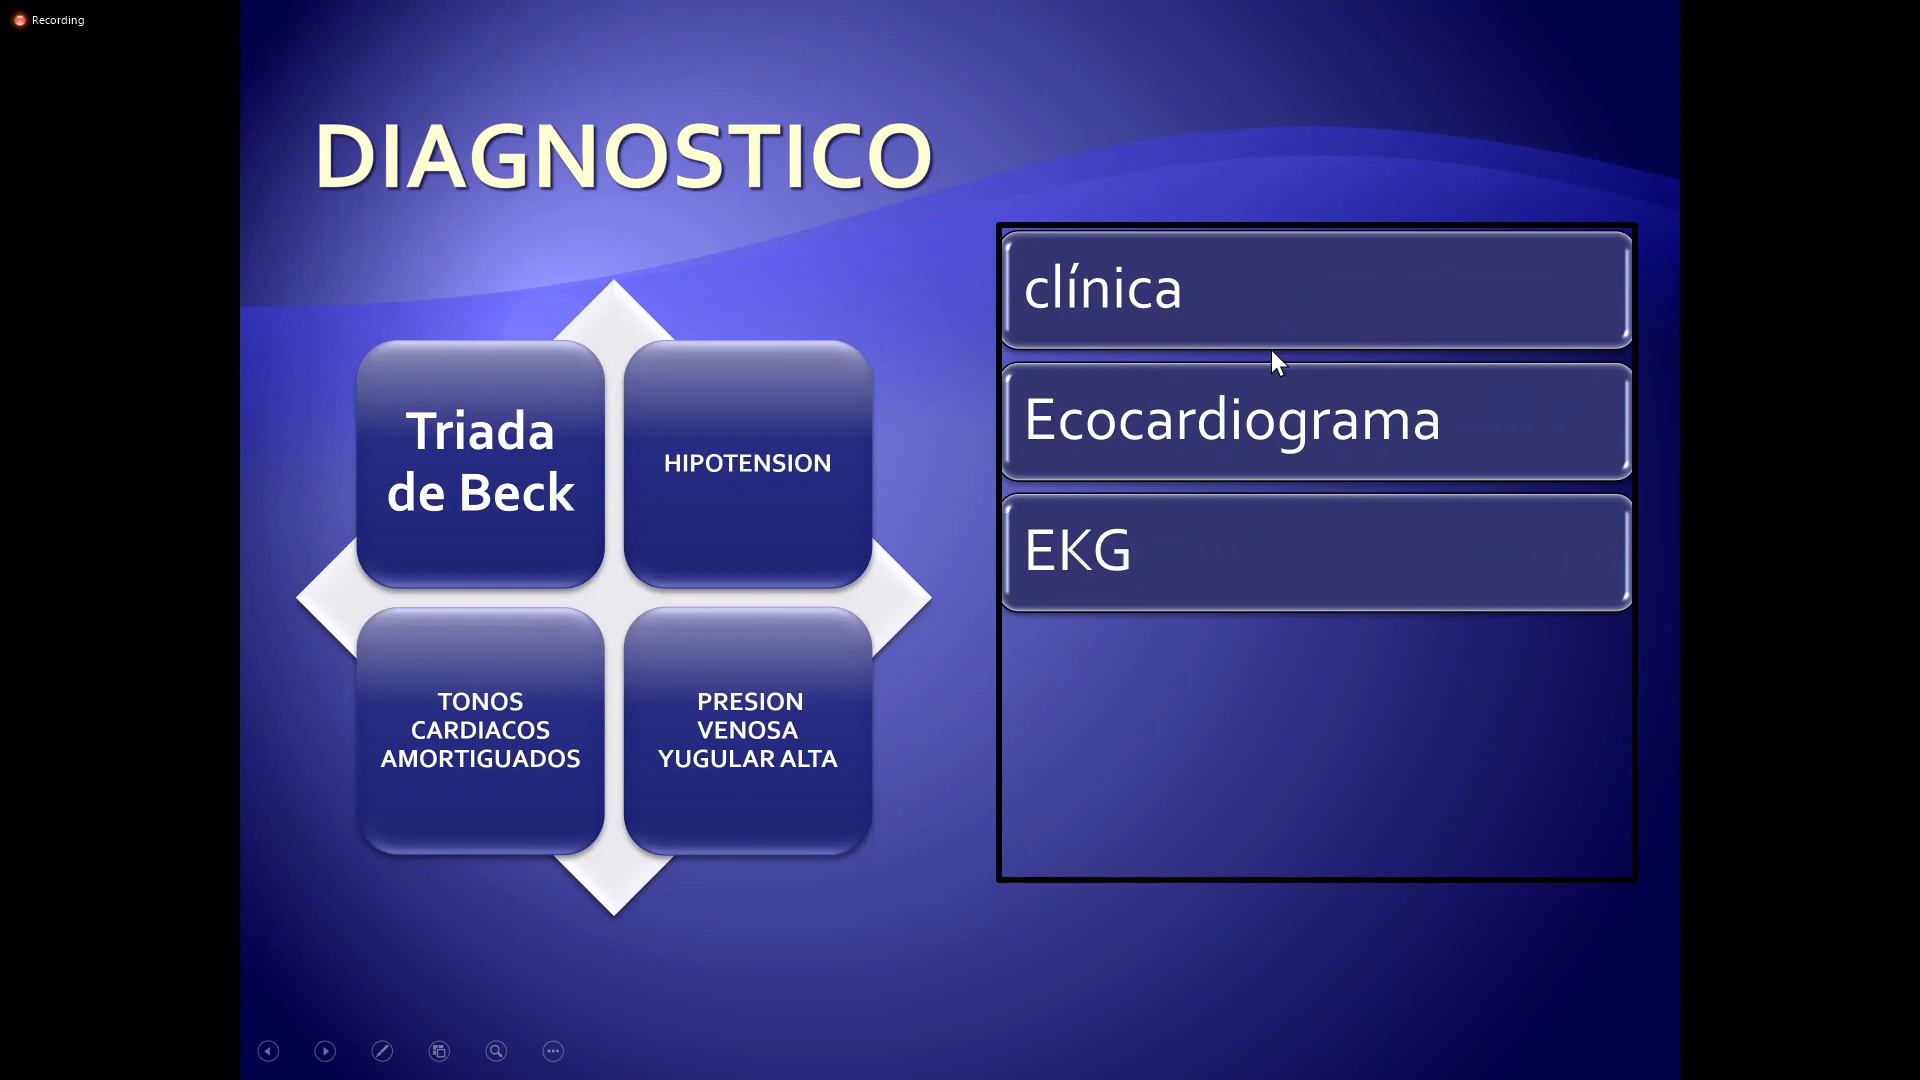 Recording
DIAGNOSTICO
Triada
de Beck
HIPOTENSION
TONOS
CARDIACOS
AMORTIGUADOS
PRESION
VENOSA
YUGULAR ALTA
clínica
Ecocardiograma
EKG